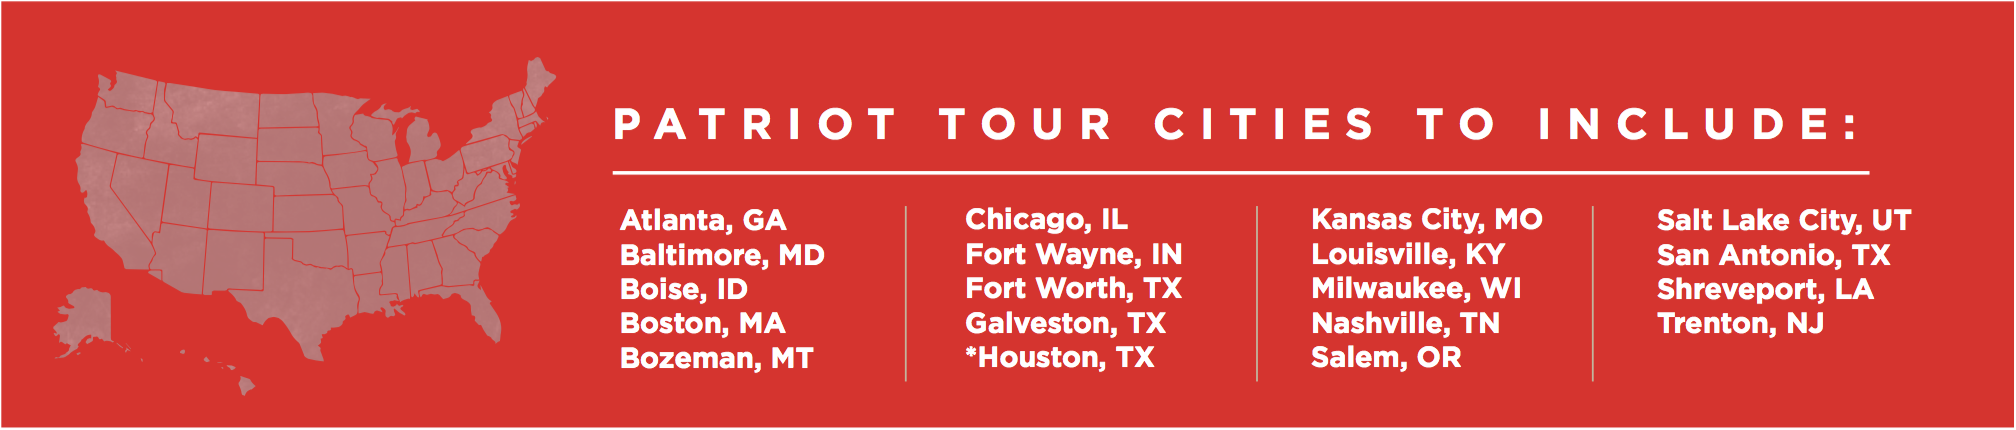 PATRIOT TOUR CITIES TO INCLUDE:
Atlanta, GA
Baltimore, MD
Boise, ID
Boston, MA
Bozeman, MT
Chicago, IL
Fort Wayne, IN
Fort Worth, TX
Galveston, TX
*Houston, TX
Kansas City, MO
Louisville, KY
Milwaukee, WI
Nashville, TN
Salem, OR
Salt Lake City, UT
San Antonio, TX
Shreveport, LA
Trenton, NJ